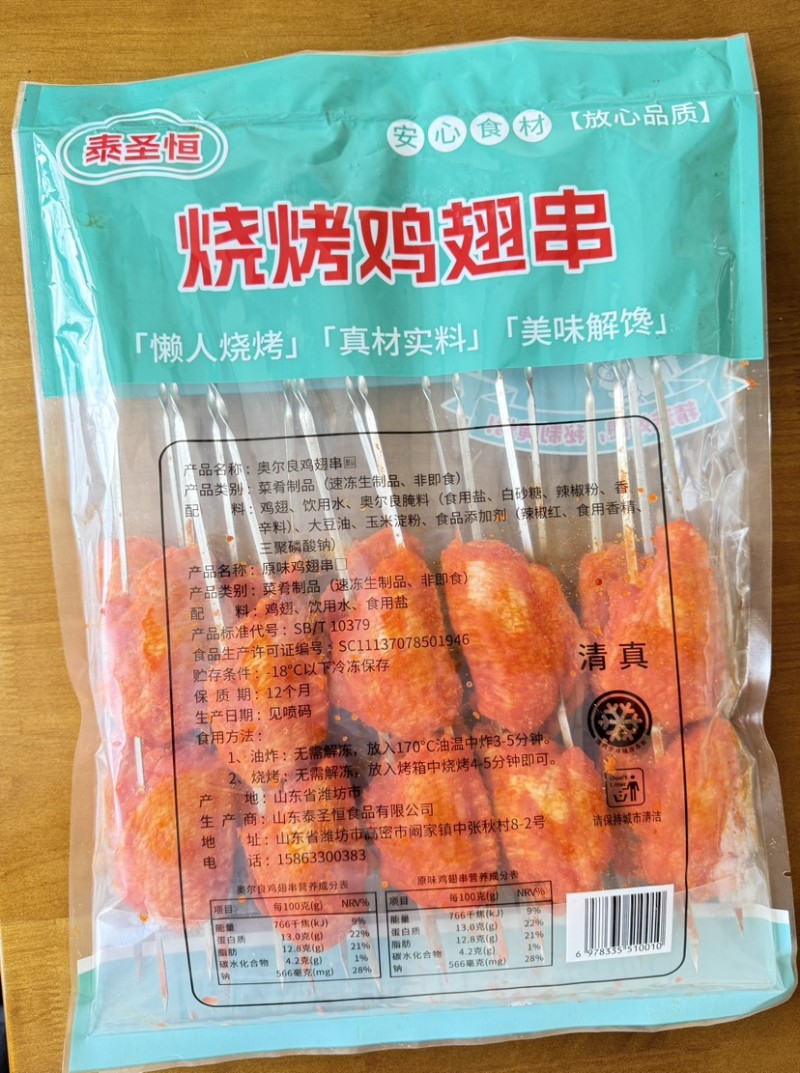 泰圣恒
安心食材【放心品质】
烧烤鸡翅串
「懒人烧烤」「真材实料」「美味解馋」
产品名称：奥尔良鸡翅串
产品类别：菜肴制品（速冻生制品、非即食）
配 料：鸡翅、饮用水、奥尔良腌料（食用盐、白砂糖、辣椒粉、香
辛料）、大豆油、玉米淀粉、食品添加剂（辣椒红、食用香精、
三聚磷酸钠）
产品名称：原味鸡翅串□
产品类别：菜肴制品（速冻生制品、非即食）
配 料：鸡翅、饮用水、食用盐
产品标准代号：SB/T 10379
食品生产许可证编号：SC11137078501946
贮存条件：-18°C以下冷冻保存
保 质 期：12个月
生产日期：见喷码
食用方法：
1、油炸：无需解冻，放入170°C油温中炸3-5分钟。
2、烧烤：无需解冻，放入烤箱中烧烤4-5分钟即可。
产 地：山东省潍坊市
生 产 商：山东泰圣恒食品有限公司
地 址：山东省潍坊市高密市阚家镇中张秋村8-2号
电 话：15863300383
清真
请保持城市清洁
奥尔良鸡翅串营养成分表
项目 每100克(g) NRV%
能量 766千焦(kJ) 9%
蛋白质 13.0克(g) 22%
脂肪 12.8克(g) 21%
碳水化合物 4.2克(g) 1%
钠 566毫克(mg) 28%
原味鸡翅串营养成分表
项目 每100克(g) NRV%
能量 766千焦(kJ) 9%
蛋白质 13.0克(g) 22%
脂肪 12.8克(g) 21%
碳水化合物 4.2克(g) 1%
钠 566毫克(mg) 28%
6 978335 510010